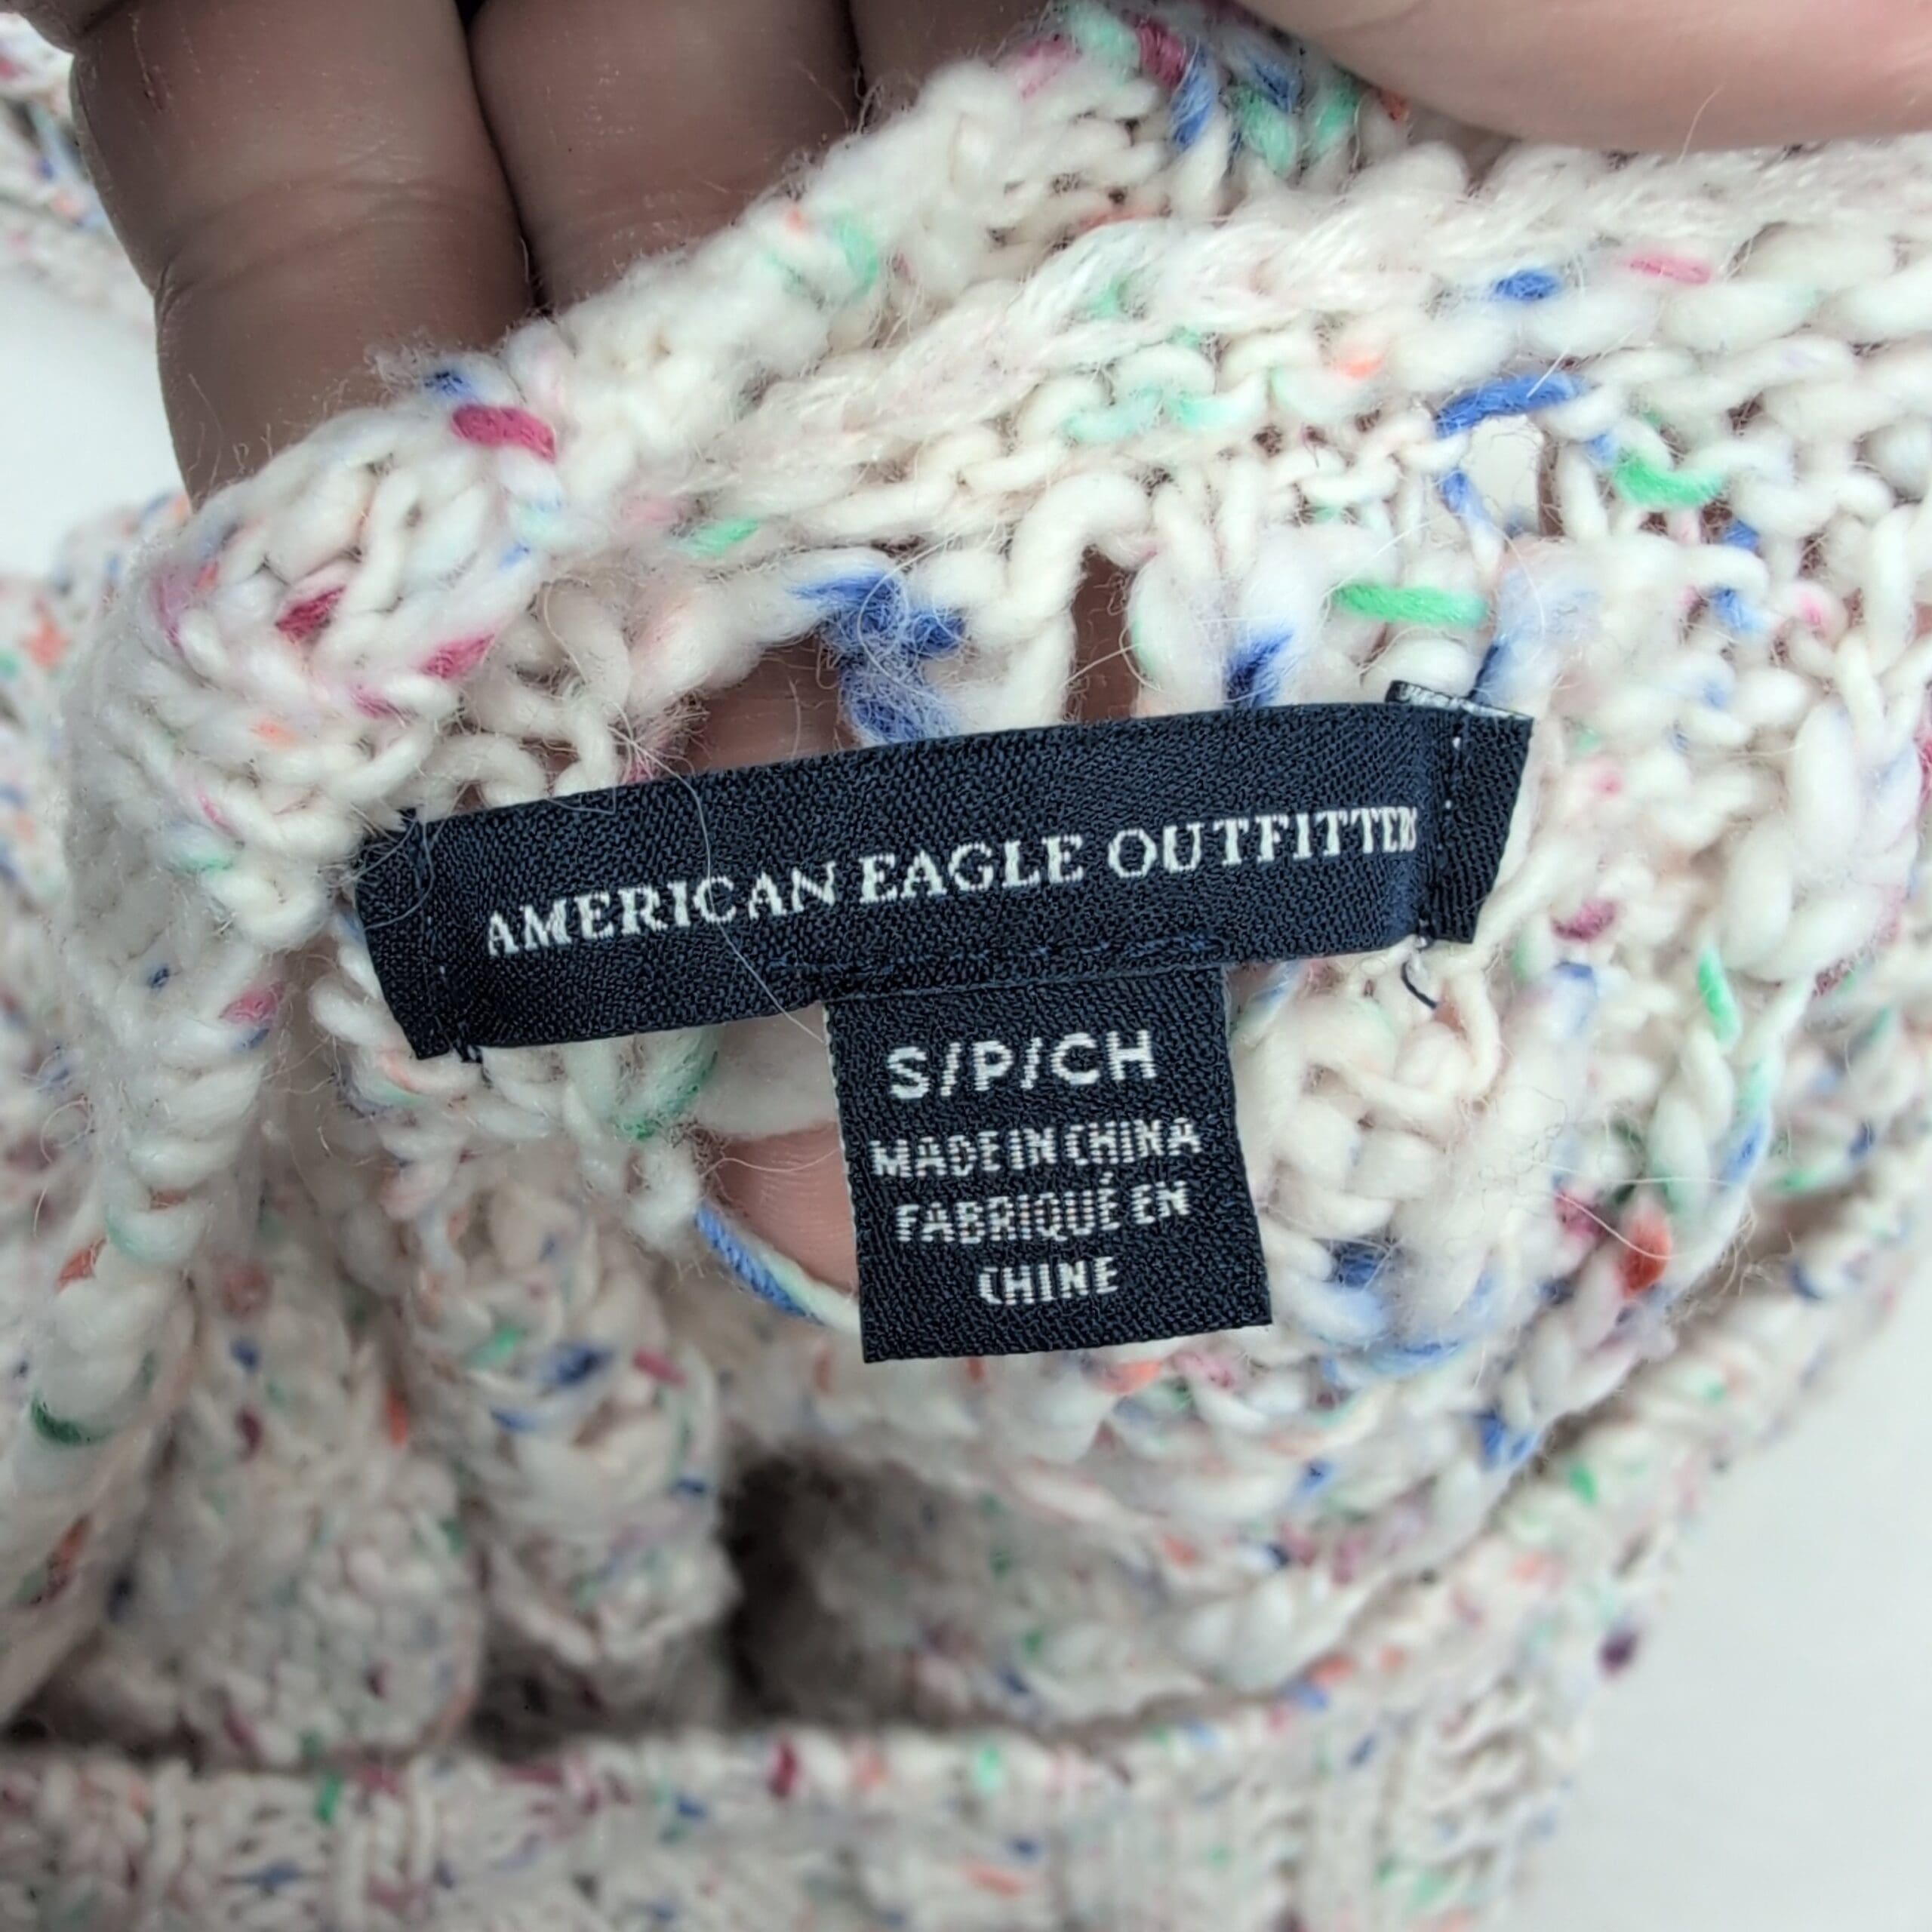 AMERICAN EAGLE OUTFITTERS
S/P/CH
MADE IN CHINA
FABRIQUÉ EN
CHINE